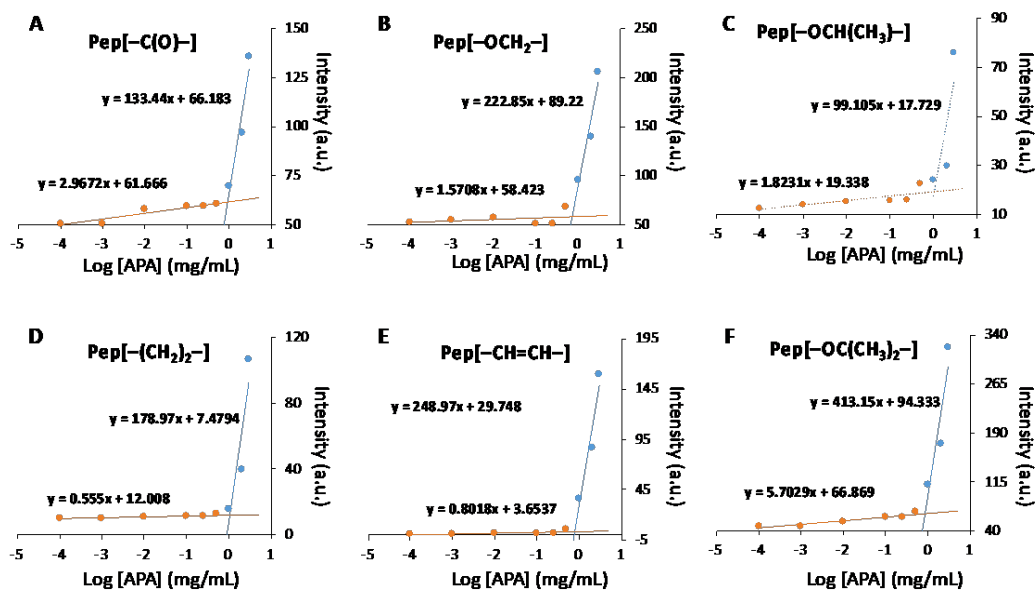 A
Pep[–C(O)–]
y = 133.44x + 66.183
y = 2.9672x + 61.666
150
125
100
75
50
Intensity (a.u.)
-5 -4 -3 -2 -1 0 1
Log [APA] (mg/mL)
B
Pep[–OCH₂–]
y = 222.85x + 89.22
y = 1.5708x + 58.423
250
200
150
100
50
Intensity (a.u.)
-5 -4 -3 -2 -1 0 1
Log [APA] (mg/mL)
C
Pep[–OCH(CH₃)–]
y = 99.105x + 17.729
y = 1.8231x + 19.338
90
70
50
30
10
Intensity (a.u.)
-5 -4 -3 -2 -1 0 1
Log [APA] (mg/mL)
D
Pep[–(CH₂)₂–]
y = 178.97x + 7.4794
y = 0.555x + 12.008
120
80
40
0
Intensity (a.u.)
-5 -4 -3 -2 -1 0 1
Log [APA] (mg/mL)
E
Pep[–CH=CH–]
y = 248.97x + 29.748
y = 0.8018x + 3.6537
195
145
95
45
-5
Intensity (a.u.)
-5 -4 -3 -2 -1 0 1
Log [APA] (mg/mL)
F
Pep[–OC(CH₃)₂–]
y = 413.15x + 94.333
y = 5.7029x + 66.869
340
265
190
115
40
Intensity (a.u.)
-5 -4 -3 -2 -1 0 1
Log [APA] (mg/mL)